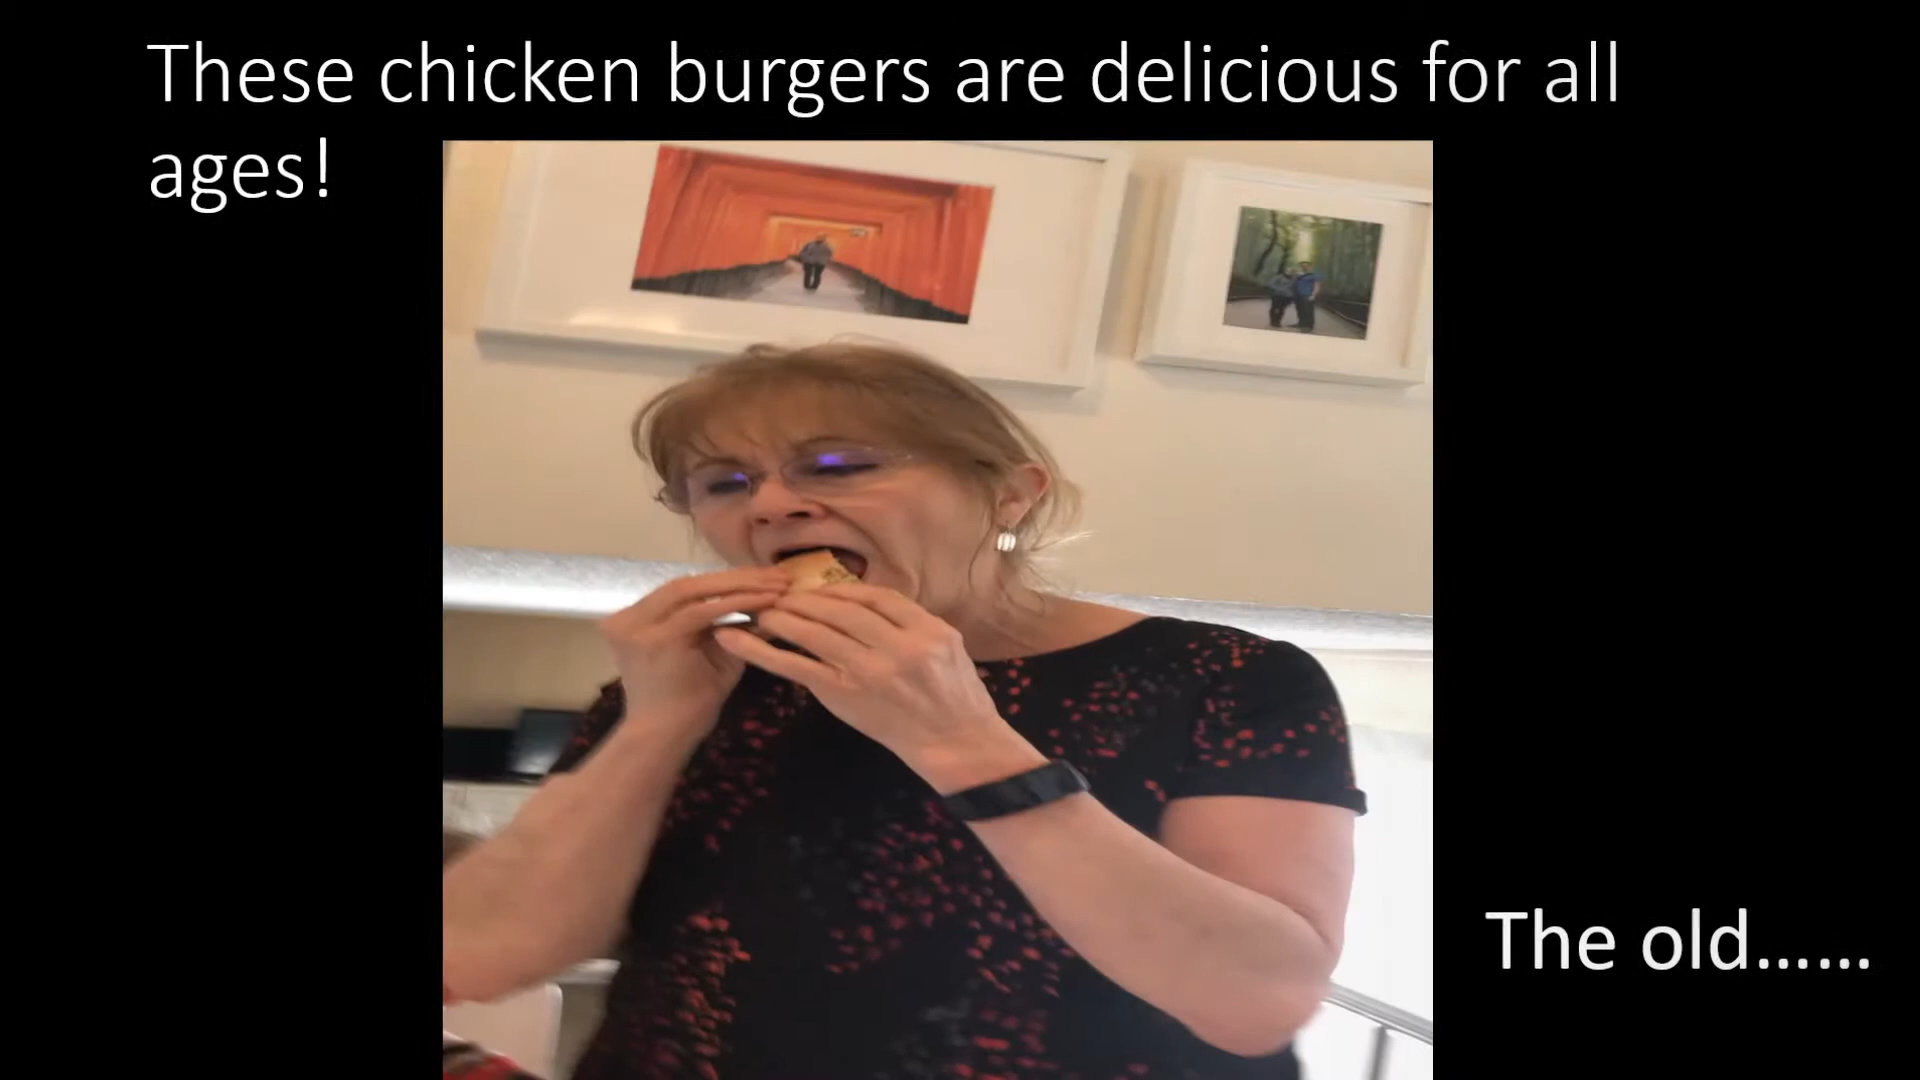 These chicken burgers are delicious for all
ages!
The old……